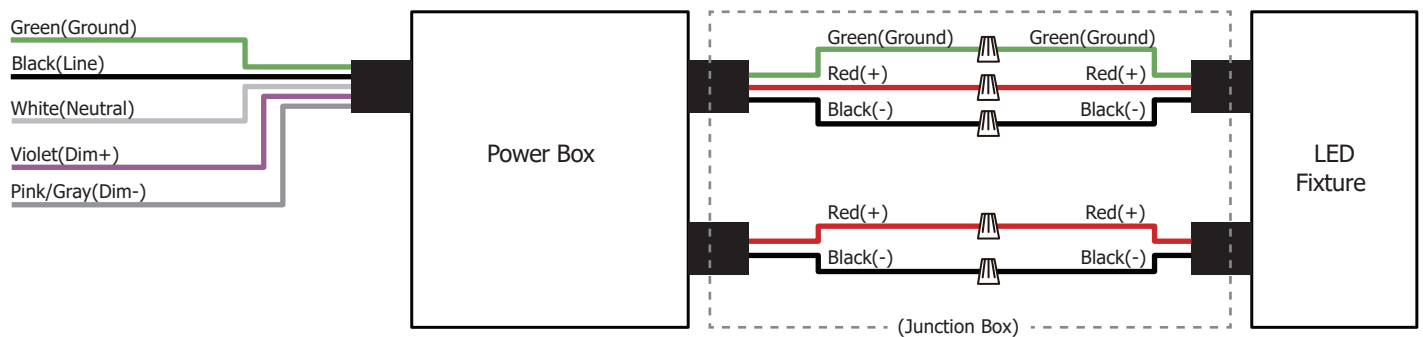 Green(Ground)
Black(Line)
White(Neutral)
Violet(Dim+)
Pink/Gray(Dim-)
Power Box
Green(Ground)
Green(Ground)
Red(+)
Red(+)
Black(-)
Black(-)
Red(+)
Red(+)
Black(-)
Black(-)
(Junction Box)
LED
Fixture